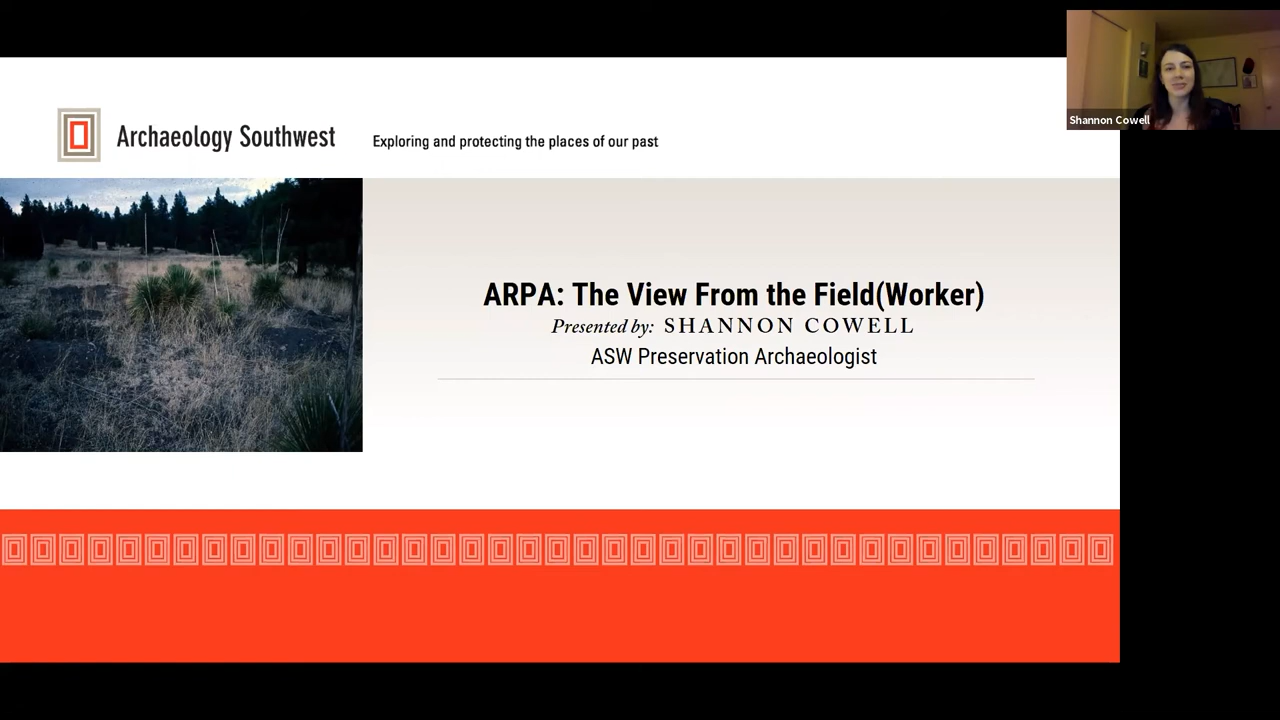 Shannon Cowell
Archaeology Southwest
Exploring and protecting the places of our past
ARPA: The View From the Field(Worker)
Presented by: SHANNON COWELL
ASW Preservation Archaeologist